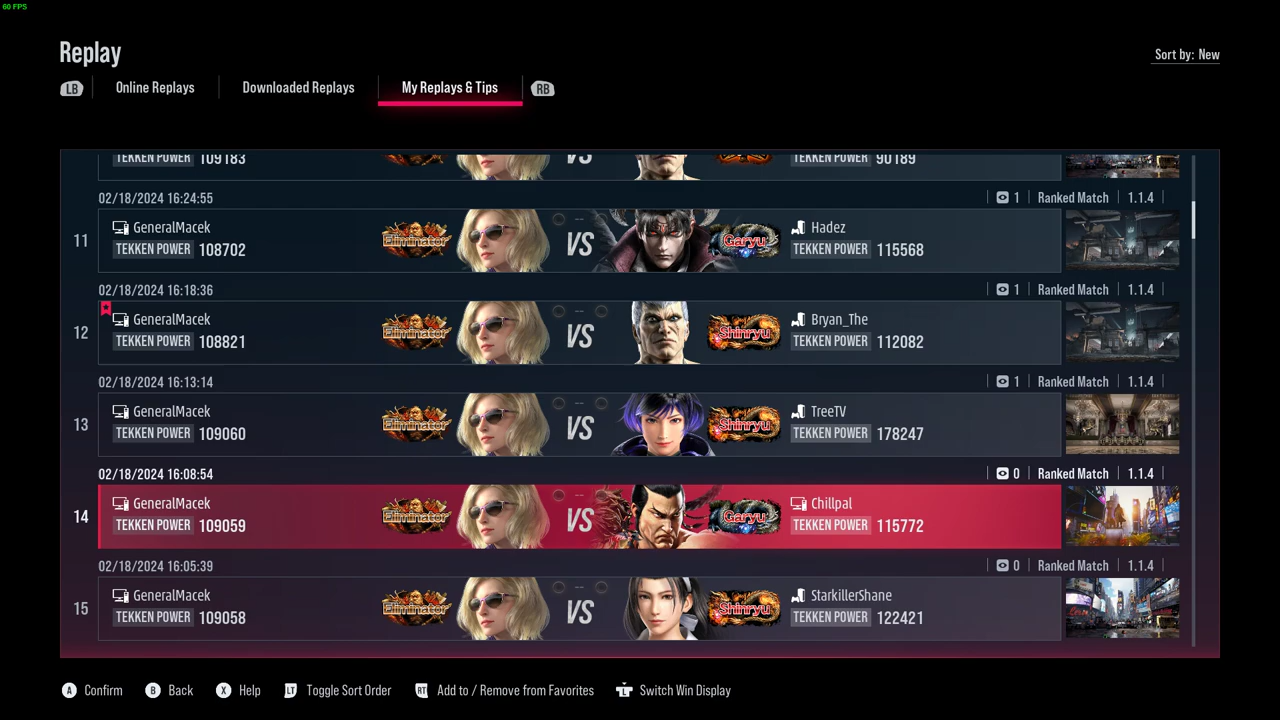 60 FPS
Replay
Sort by: New
LB Online Replays Downloaded Replays My Replays & Tips RB
TEKKEN POWER 109183 VS TEKKEN POWER 90189
02/18/2024 16:24:55 1 Ranked Match 1.1.4
11 GeneralMacek Eliminator -- VS Garyu Hadez
TEKKEN POWER 108702 TEKKEN POWER 115568
02/18/2024 16:18:36 1 Ranked Match 1.1.4
12 GeneralMacek Eliminator -- VS Shinryu Bryan_The
TEKKEN POWER 108821 TEKKEN POWER 112082
02/18/2024 16:13:14 1 Ranked Match 1.1.4
13 GeneralMacek Eliminator -- VS Shinryu TreeTV
TEKKEN POWER 109060 TEKKEN POWER 178247
02/18/2024 16:08:54 0 Ranked Match 1.1.4
14 GeneralMacek Eliminator -- VS Garyu Chillpal
TEKKEN POWER 109059 TEKKEN POWER 115772
02/18/2024 16:05:39 0 Ranked Match 1.1.4
15 GeneralMacek Eliminator -- VS Shinryu StarkillerShane
TEKKEN POWER 109058 TEKKEN POWER 122421
A Confirm B Back X Help LT Toggle Sort Order RT Add to / Remove from Favorites L Switch Win Display